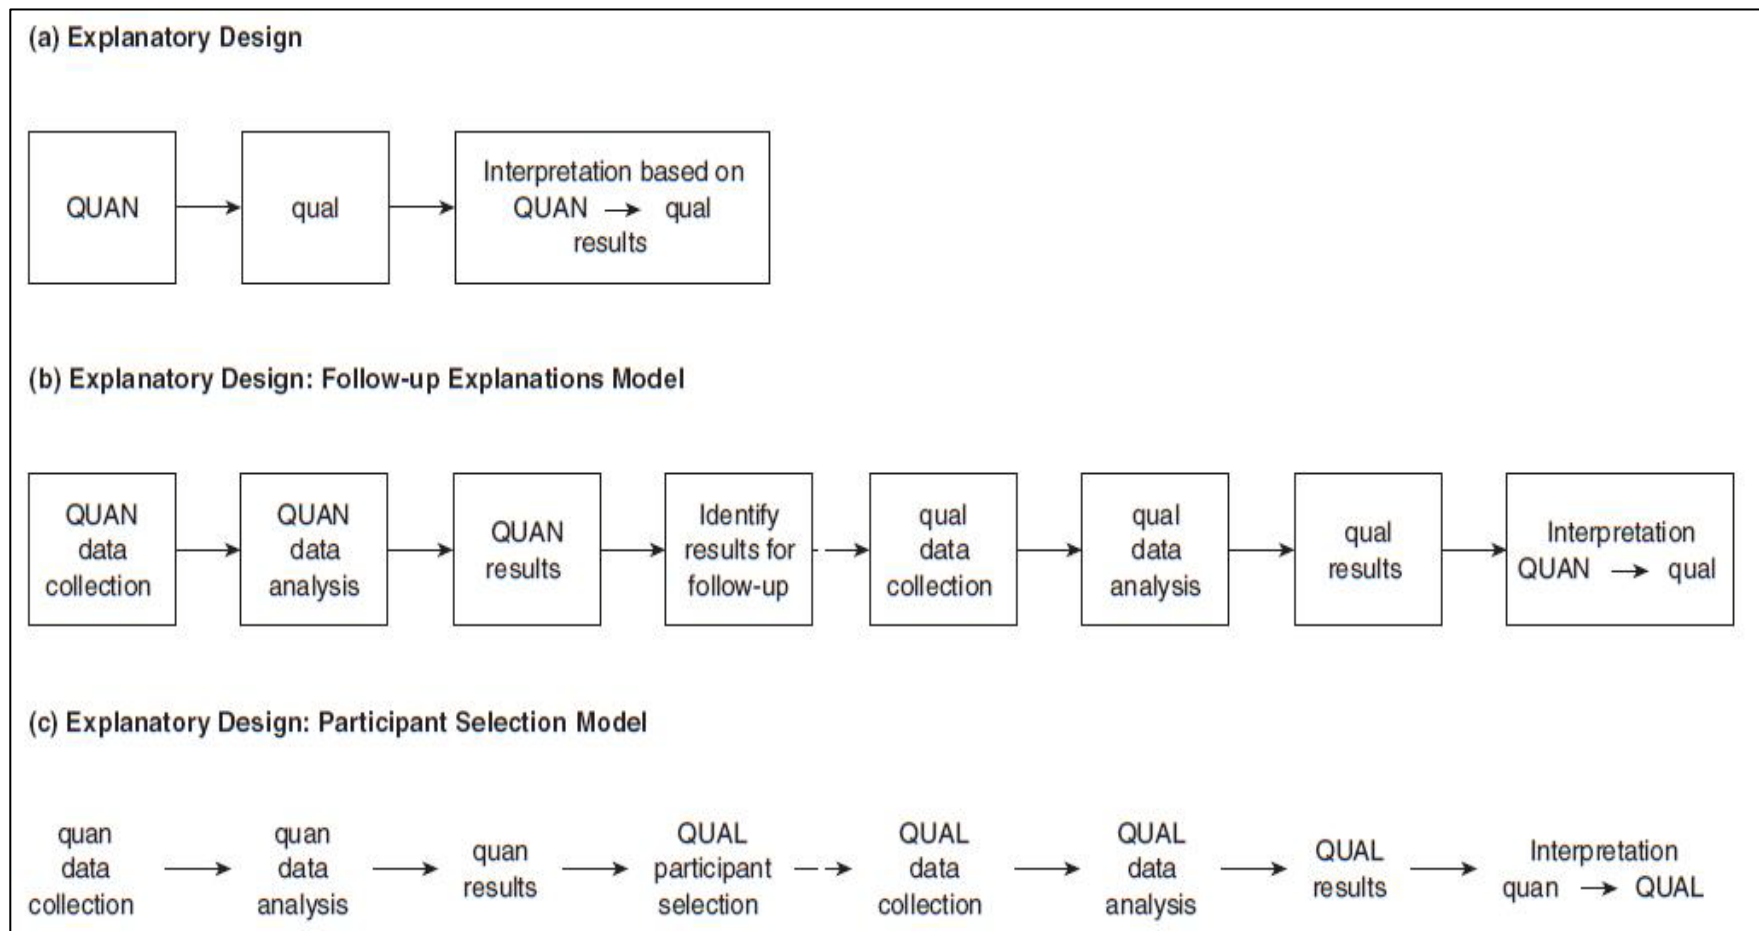 (a) Explanatory Design
QUAN
qual
Interpretation based on
QUAN → qual
results
(b) Explanatory Design: Follow-up Explanations Model
QUAN
data
collection
QUAN
data
analysis
QUAN
results
Identify
results for
follow-up
qual
data
collection
qual
data
analysis
qual
results
Interpretation
QUAN → qual
(c) Explanatory Design: Participant Selection Model
quan
data
collection
quan
data
analysis
quan
results
QUAL
participant
selection
QUAL
data
collection
QUAL
data
analysis
QUAL
results
Interpretation
quan → QUAL